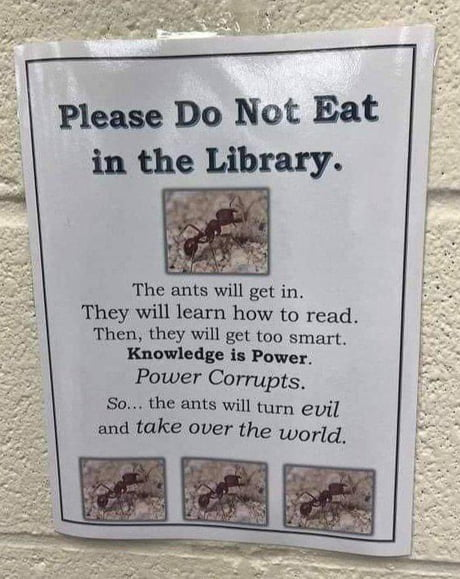 Please Do Not Eat
in the Library.
The ants will get in.
They will learn how to read.
Then, they will get too smart.
Knowledge is Power.
Power Corrupts.
So... the ants will turn evil
and take over the world.